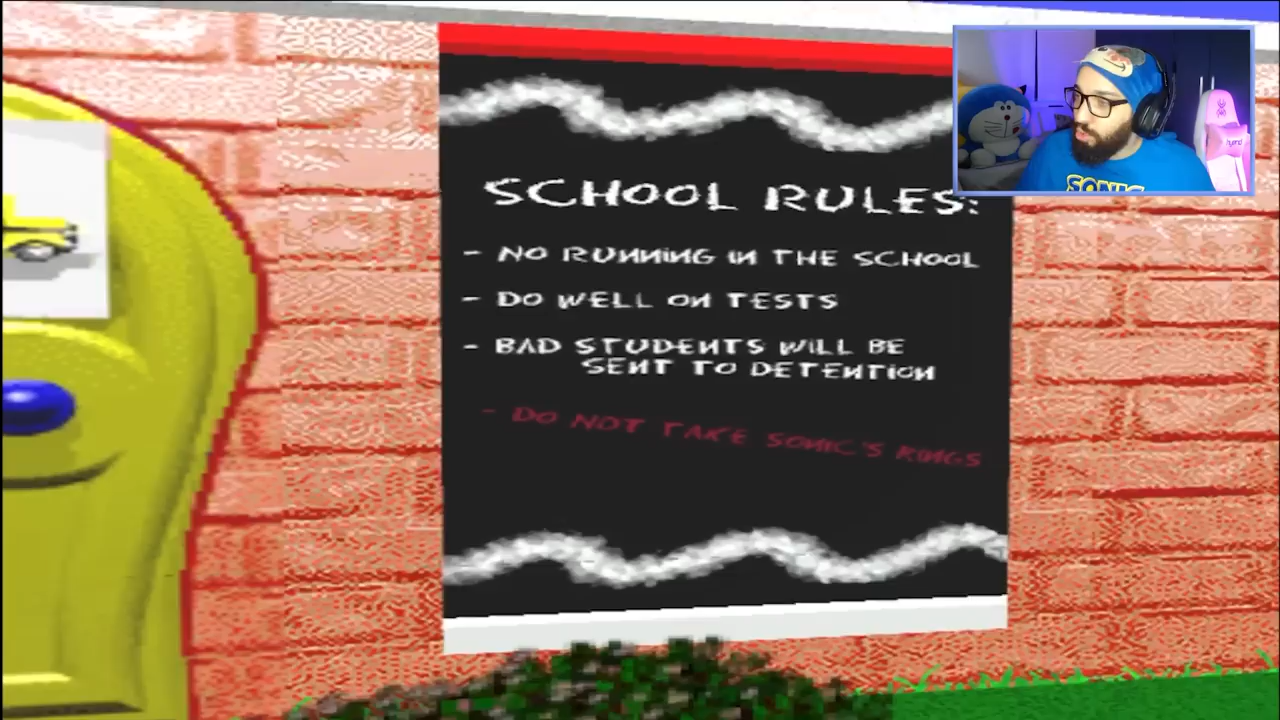 SCHOOL RULES:
- NO RUNNING IN THE SCHOOL
- DO WELL ON TESTS
- BAD STUDENTS WILL BE
SENT TO DETENTION
- DO NOT TAKE SONIC'S RINGS
SONIC